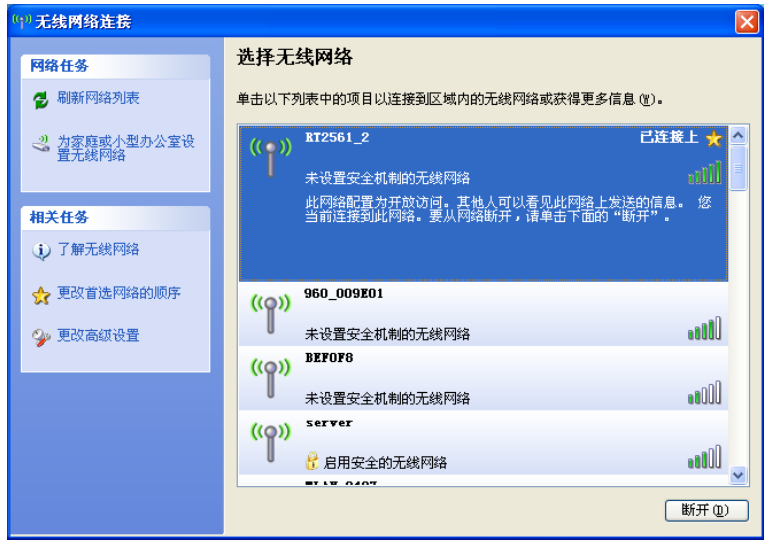 无线网络连接
网络任务
刷新网络列表
为家庭或小型办公室设
置无线网络
相关任务
了解无线网络
更改首选网络的顺序
更改高级设置
选择无线网络
单击以下列表中的项目以连接到区域内的无线网络或获得更多信息(W)。
RT2561_2 已连接上
未设置安全机制的无线网络
此网络配置为开放访问。其他人可以看见此网络上发送的信息。 您
当前连接到此网络。要从网络断开，请单击下面的“断开”。
960_009E01
未设置安全机制的无线网络
BEF0F8
未设置安全机制的无线网络
server
启用安全的无线网络
断开(D)